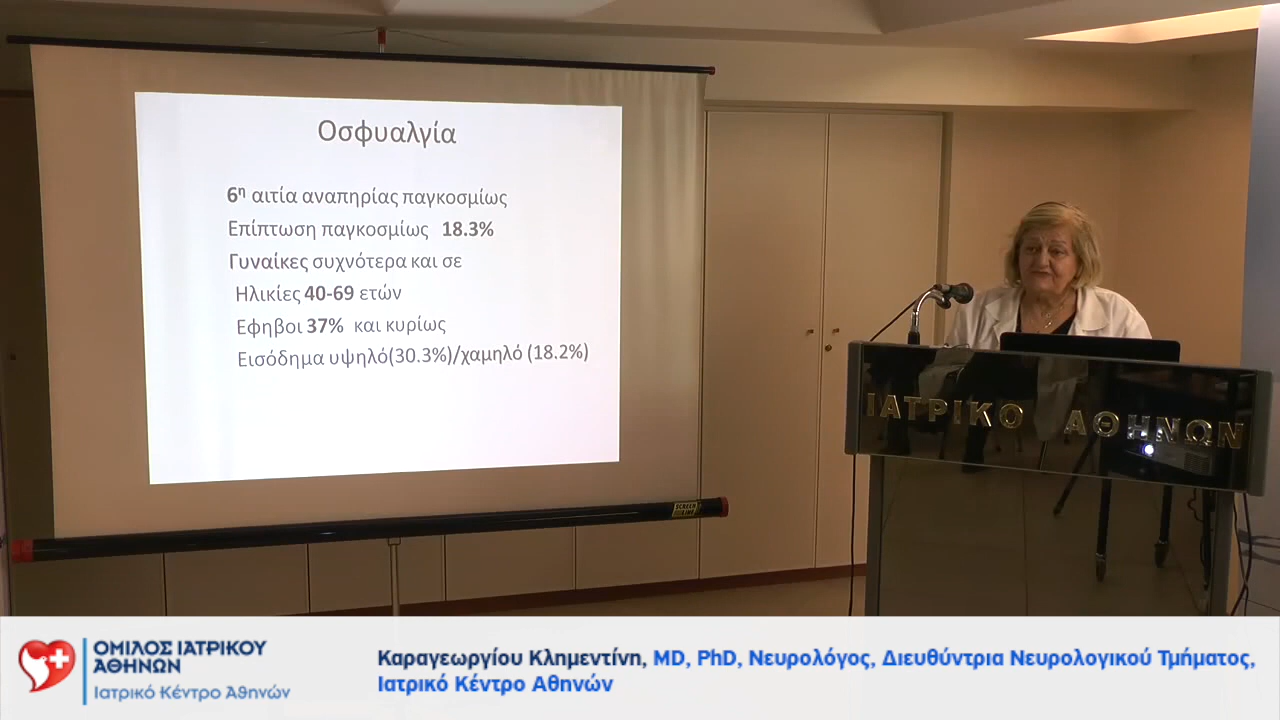 Οσφυαλγία
6η αιτία αναπηρίας παγκοσμίως
Επίπτωση παγκοσμίως 18.3%
Γυναίκες συχνότερα και σε
Ηλικίες 40-69 ετών
Εφηβοι 37% και κυρίως
Εισόδημα υψηλό(30.3%)/χαμηλό (18.2%)
ΙΑΤΡΙΚΟ ΑΘΗΝΩΝ
ΟΜΙΛΟΣ ΙΑΤΡΙΚΟΥ
ΑΘΗΝΩΝ
Ιατρικό Κέντρο Αθηνών
Καραγεωργίου Κλημεντίνη, MD, PhD, Νευρολόγος, Διευθύντρια Νευρολογικού Τμήματος,
Ιατρικό Κέντρο Αθηνών